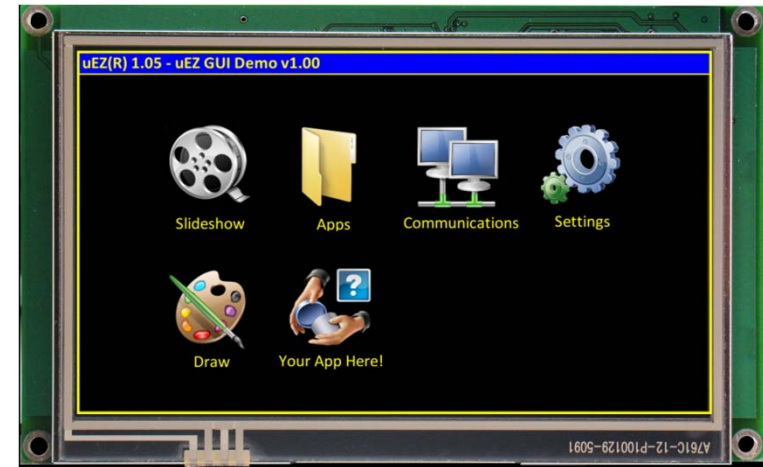 uEZ(R) 1.05 - uEZ GUI Demo v1.00
Slideshow
Apps
Communications
Settings
Draw
Your App Here!
A761C-12-P100129-5091